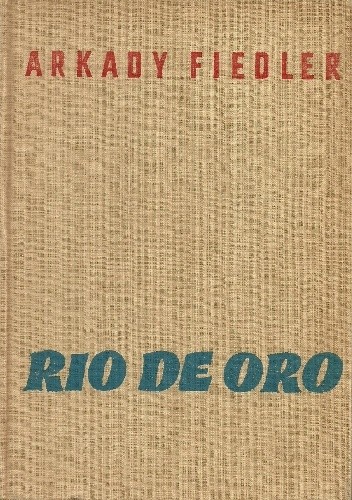 ARKADY FIEDLER
RIO DE ORO